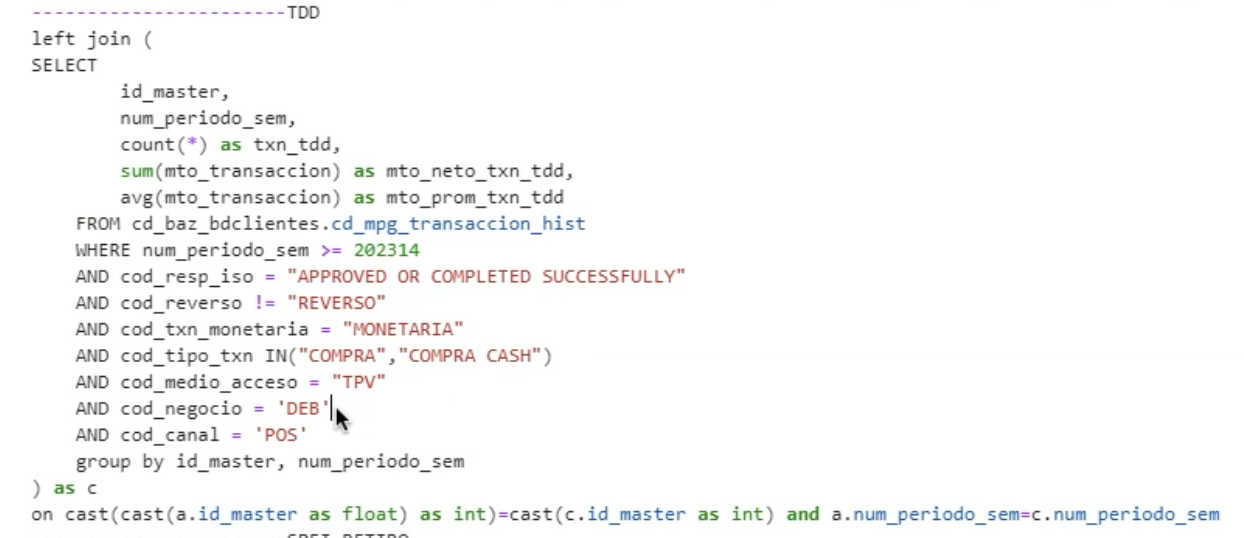 -----------------------TDD
left join (
SELECT
        id_master,
        num_periodo_sem,
        count(*) as txn_tdd,
        sum(mto_transaccion) as mto_neto_txn_tdd,
        avg(mto_transaccion) as mto_prom_txn_tdd
    FROM cd_baz_bdclientes.cd_mpg_transaccion_hist
    WHERE num_periodo_sem >= 202314
    AND cod_resp_iso = "APPROVED OR COMPLETED SUCCESSFULLY"
    AND cod_reverso != "REVERSO"
    AND cod_txn_monetaria = "MONETARIA"
    AND cod_tipo_txn IN("COMPRA","COMPRA CASH")
    AND cod_medio_acceso = "TPV"
    AND cod_negocio = 'DEB'
    AND cod_canal = 'POS'
    group by id_master, num_periodo_sem
) as c
on cast(cast(a.id_master as float) as int)=cast(c.id_master as int) and a.num_periodo_sem=c.num_periodo_sem